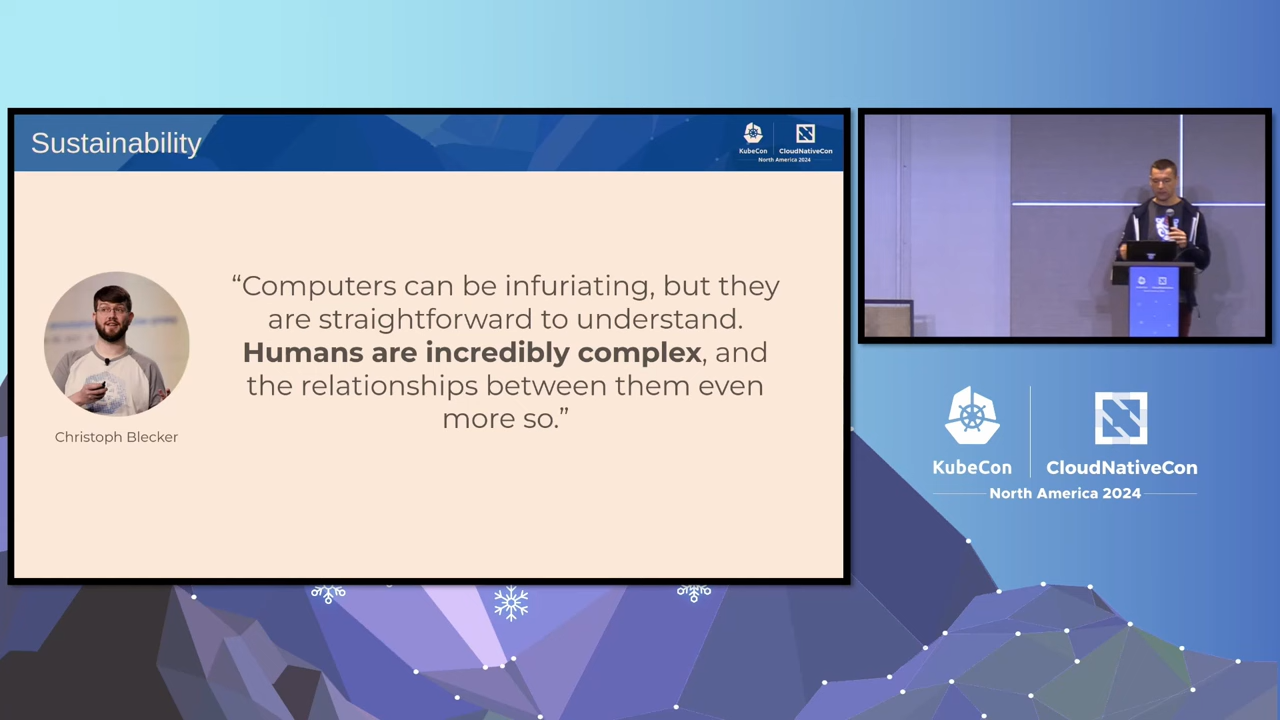 Sustainability
KubeCon
CloudNativeCon
North America 2024
“Computers can be infuriating, but they
are straightforward to understand.
Humans are incredibly complex, and
the relationships between them even
more so.”
Christoph Blecker
KubeCon
CloudNativeCon
North America 2024